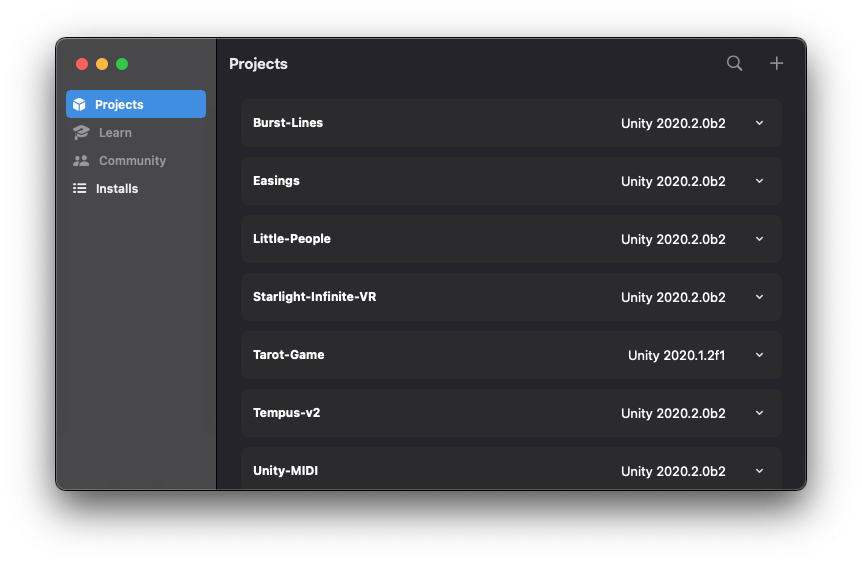 Projects
Learn
Community
Installs
Projects
Burst-Lines Unity 2020.2.0b2
Easings Unity 2020.2.0b2
Little-People Unity 2020.2.0b2
Starlight-Infinite-VR Unity 2020.2.0b2
Tarot-Game Unity 2020.1.2f1
Tempus-v2 Unity 2020.2.0b2
Unity-MIDI Unity 2020.2.0b2